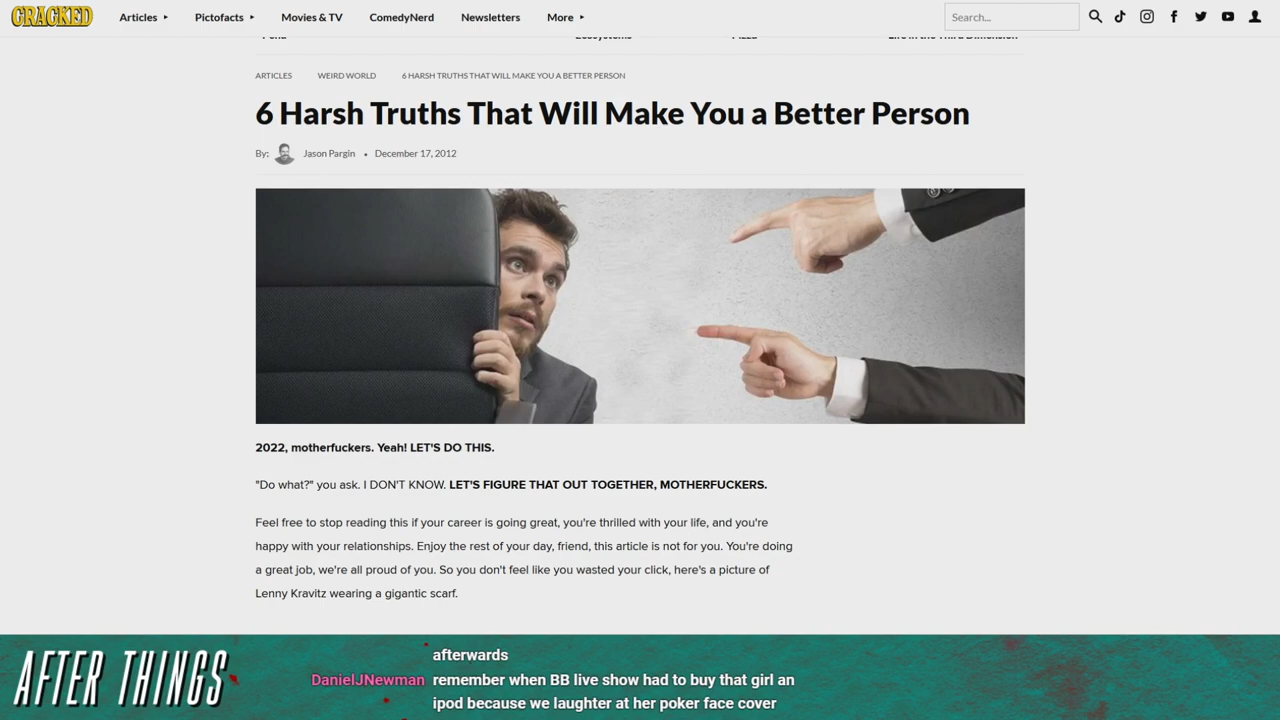 CRACKED
Articles Pictofacts Movies & TV ComedyNerd Newsletters More Search...
ARTICLES WEIRD WORLD 6 HARSH TRUTHS THAT WILL MAKE YOU A BETTER PERSON
6 Harsh Truths That Will Make You a Better Person
By: Jason Pargin • December 17, 2012
2022, motherfuckers. Yeah! LET'S DO THIS.
"Do what?" you ask. I DON'T KNOW. LET'S FIGURE THAT OUT TOGETHER, MOTHERFUCKERS.
Feel free to stop reading this if your career is going great, you're thrilled with your life, and you're
happy with your relationships. Enjoy the rest of your day, friend, this article is not for you. You're doing
a great job, we're all proud of you. So you don't feel like you wasted your click, here's a picture of
Lenny Kravitz wearing a gigantic scarf.
AFTER THINGS
afterwards
DanielJNewman remember when BB live show had to buy that girl an
ipod because we laughter at her poker face cover